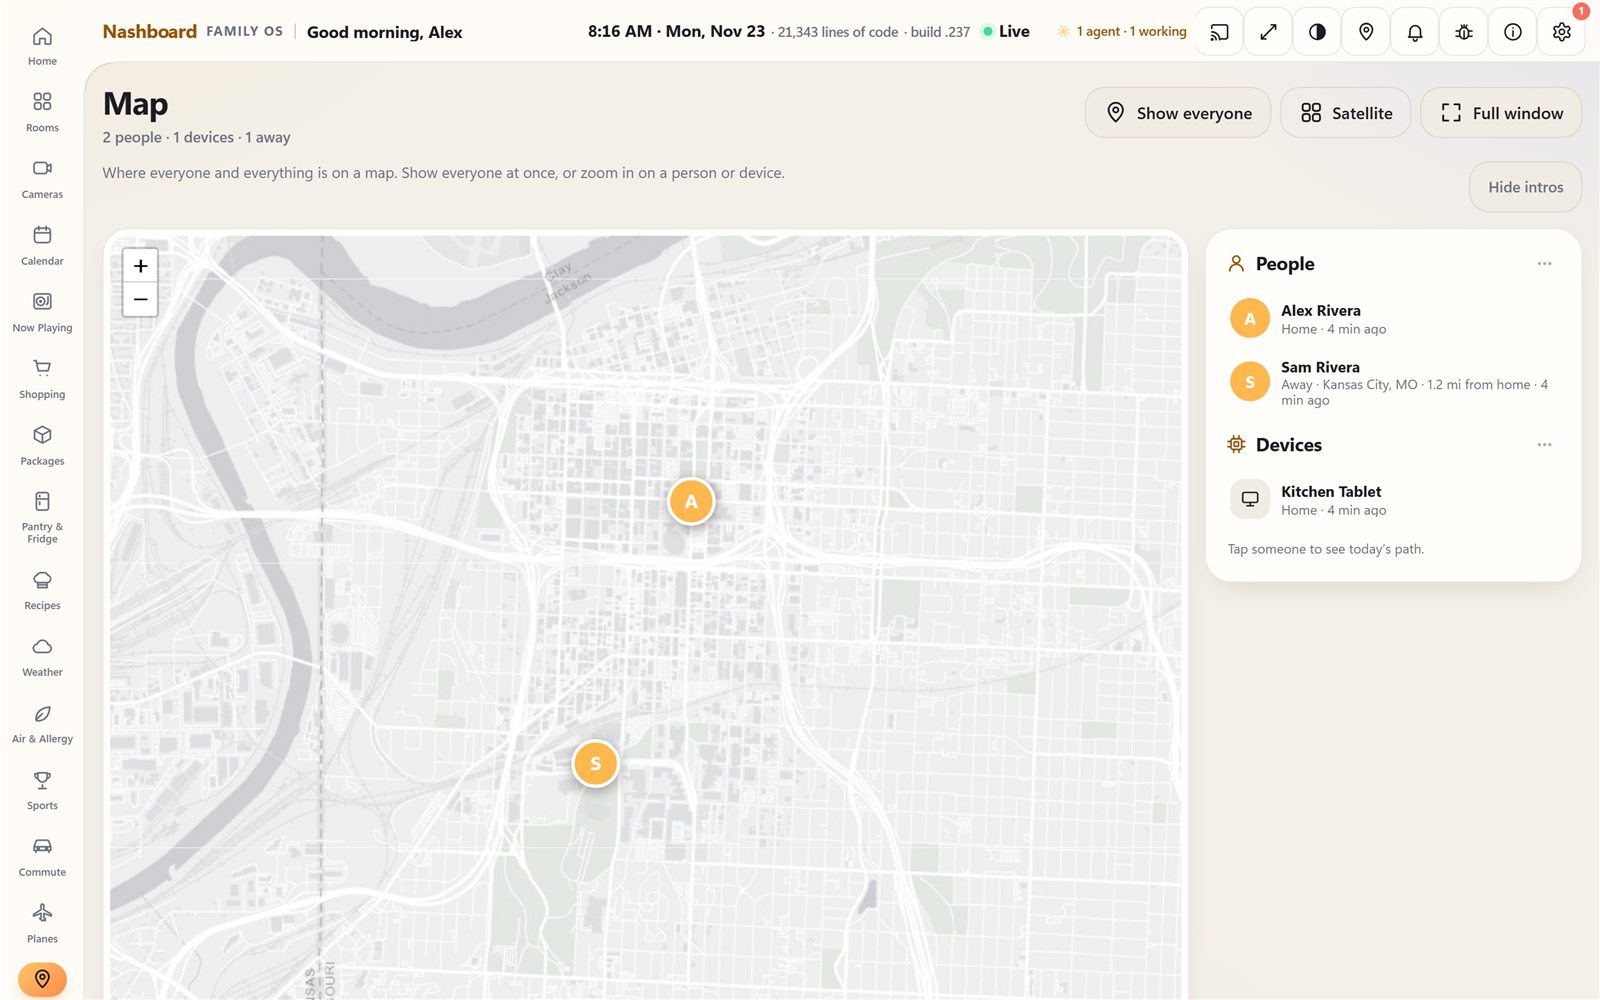 Nashboard FAMILY OS Good morning, Alex
8:16 AM · Mon, Nov 23 · 21,343 lines of code · build .237 Live
1 agent · 1 working
1
Home
Rooms
Cameras
Calendar
Now Playing
Shopping
Packages
Pantry &
Fridge
Recipes
Weather
Air & Allergy
Sports
Commute
Planes
Map
2 people · 1 devices · 1 away
Where everyone and everything is on a map. Show everyone at once, or zoom in on a person or device.
Show everyone
Satellite
Full window
Hide intros
+
−
Clay
Jackson
A
S
People
A
Alex Rivera
Home · 4 min ago
S
Sam Rivera
Away · Kansas City, MO · 1.2 mi from home · 4
min ago
Devices
Kitchen Tablet
Home · 4 min ago
Tap someone to see today's path.